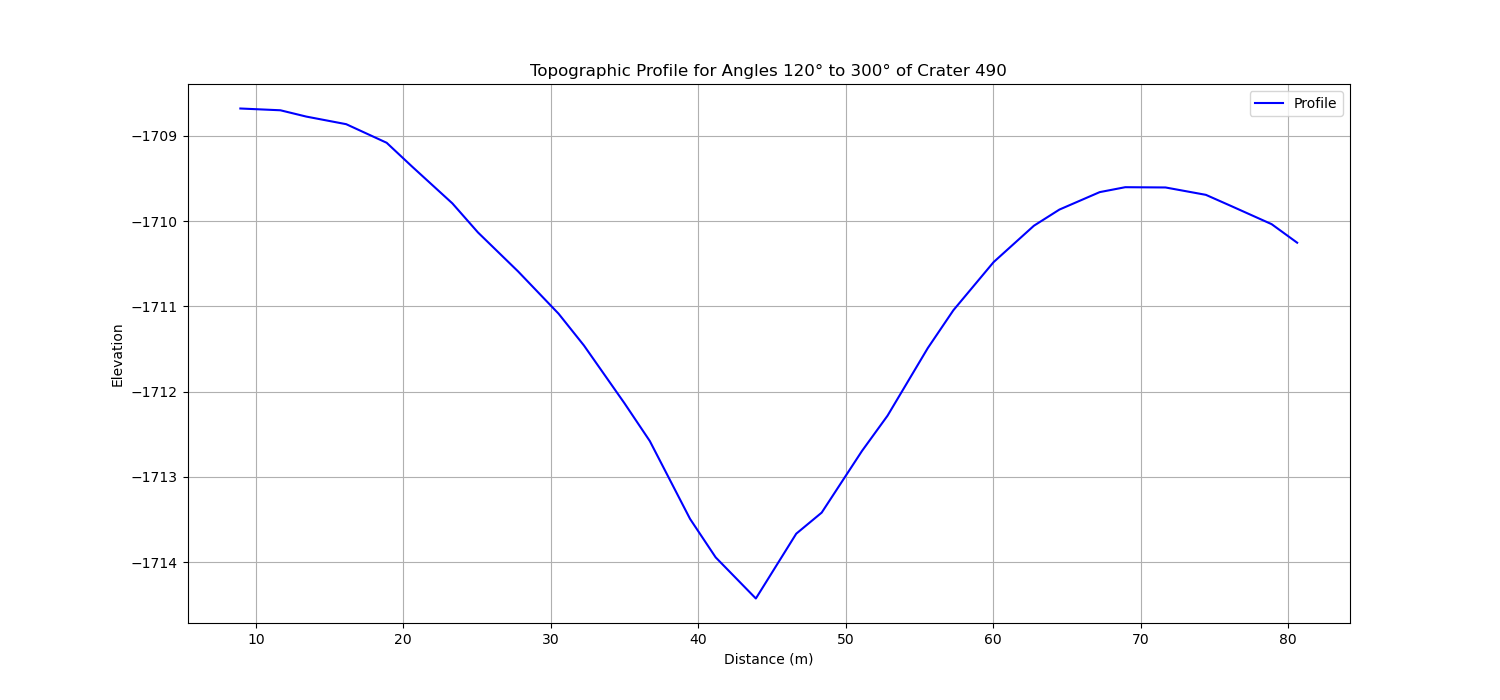 Topographic Profile for Angles 120° to 300° of Crater 490
Profile
−1709
−1710
−1711
−1712
−1713
−1714
Elevation
10 20 30 40 50 60 70 80
Distance (m)